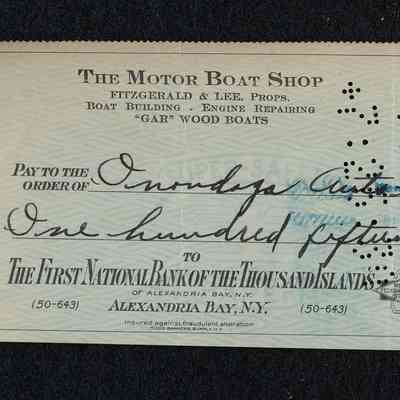 THE MOTOR BOAT SHOP
FITZGERALD & LEE, PROPS.
BOAT BUILDING . ENGINE REPAIRING
"GAR" WOOD BOATS
PAY TO THE
ORDER OF Onondaga Auto
One hundred fifteen
TO
THE FIRST NATIONAL BANK OF THE THOUSAND ISLANDS
OF ALEXANDRIA BAY, N.Y.
(50-643) ALEXANDRIA BAY, N.Y. (50-643)
Insured against fraudulent alteration